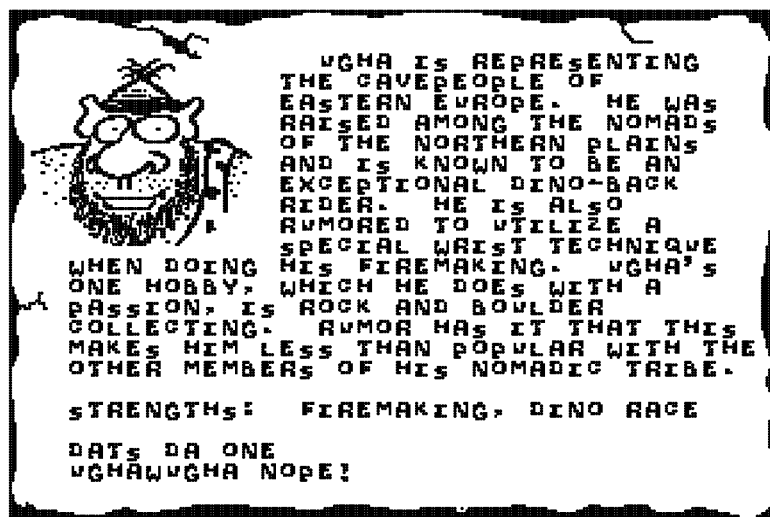 UGHA IS REPRESENTING
THE CAVEPEOPLE OF
EASTERN EUROPE. HE WAS
RAISED AMONG THE NOMADS
OF THE NORTHERN PLAINS
AND IS KNOWN TO BE AN
EXCEPTIONAL DINO-BACK
RIDER. HE IS ALSO
RUMORED TO UTILIZE A
SPECIAL WRIST TECHNIQUE
WHEN DOING HIS FIREMAKING. UGHA'S
ONE HOBBY, WHICH HE DOES WITH A
PASSION, IS ROCK AND BOULDER
COLLECTING. RUMOR HAS IT THAT THIS
MAKES HIM LESS THAN POPULAR WITH THE
OTHER MEMBERS OF HIS NOMADIC TRIBE.
STRENGTHS: FIREMAKING, DINO RACE
DATS DA ONE
UGHAWUGHA NOPE!